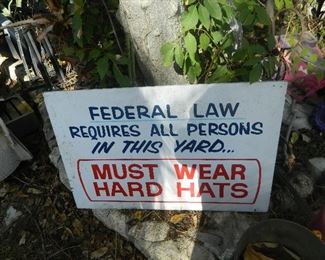 FEDERAL LAW
REQUIRES ALL PERSONS
IN THIS YARD...
MUST WEAR
HARD HATS